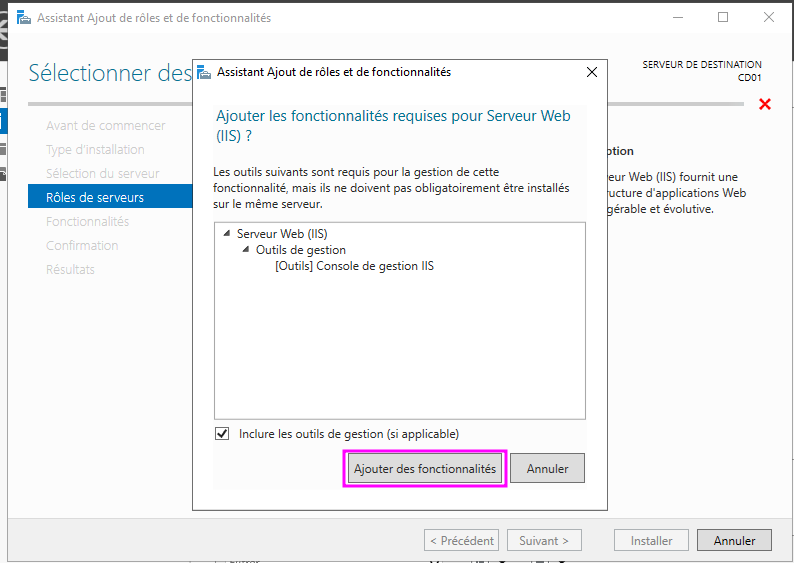 Assistant Ajout de rôles et de fonctionnalités
Sélectionner des
SERVEUR DE DESTINATION
CD01
Avant de commencer
Type d'installation
Sélection du serveur
Rôles de serveurs
Fonctionnalités
Confirmation
Résultats
Assistant Ajout de rôles et de fonctionnalités
Ajouter les fonctionnalités requises pour Serveur Web
(IIS) ?
Les outils suivants sont requis pour la gestion de cette
fonctionnalité, mais ils ne doivent pas obligatoirement être installés
sur le même serveur.
Serveur Web (IIS)
Outils de gestion
[Outils] Console de gestion IIS
Inclure les outils de gestion (si applicable)
Ajouter des fonctionnalités
Annuler
ption
eur Web (IIS) fournit une
ructure d'applications Web
gérable et évolutive.
< Précédent
Suivant >
Installer
Annuler